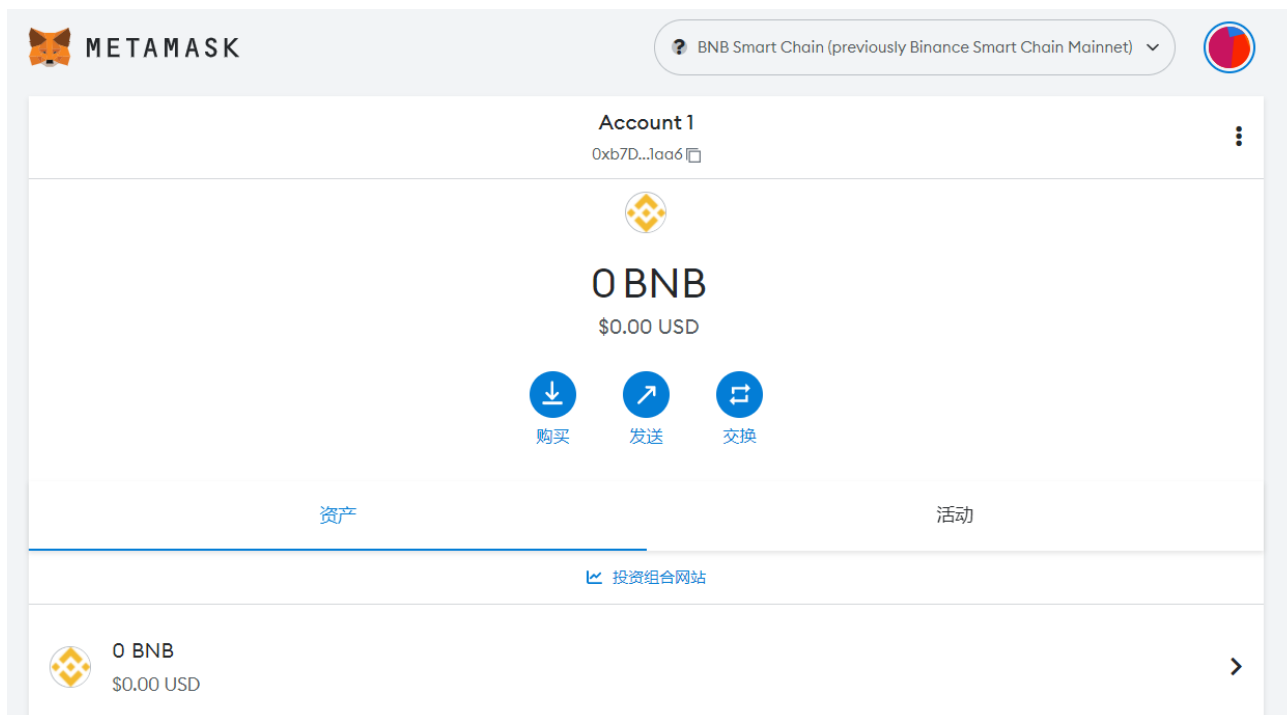 METAMASK
BNB Smart Chain (previously Binance Smart Chain Mainnet)
Account 1
0xb7D...1aa6
0 BNB
$0.00 USD
购买 发送 交换
资产 活动
投资组合网站
0 BNB
$0.00 USD